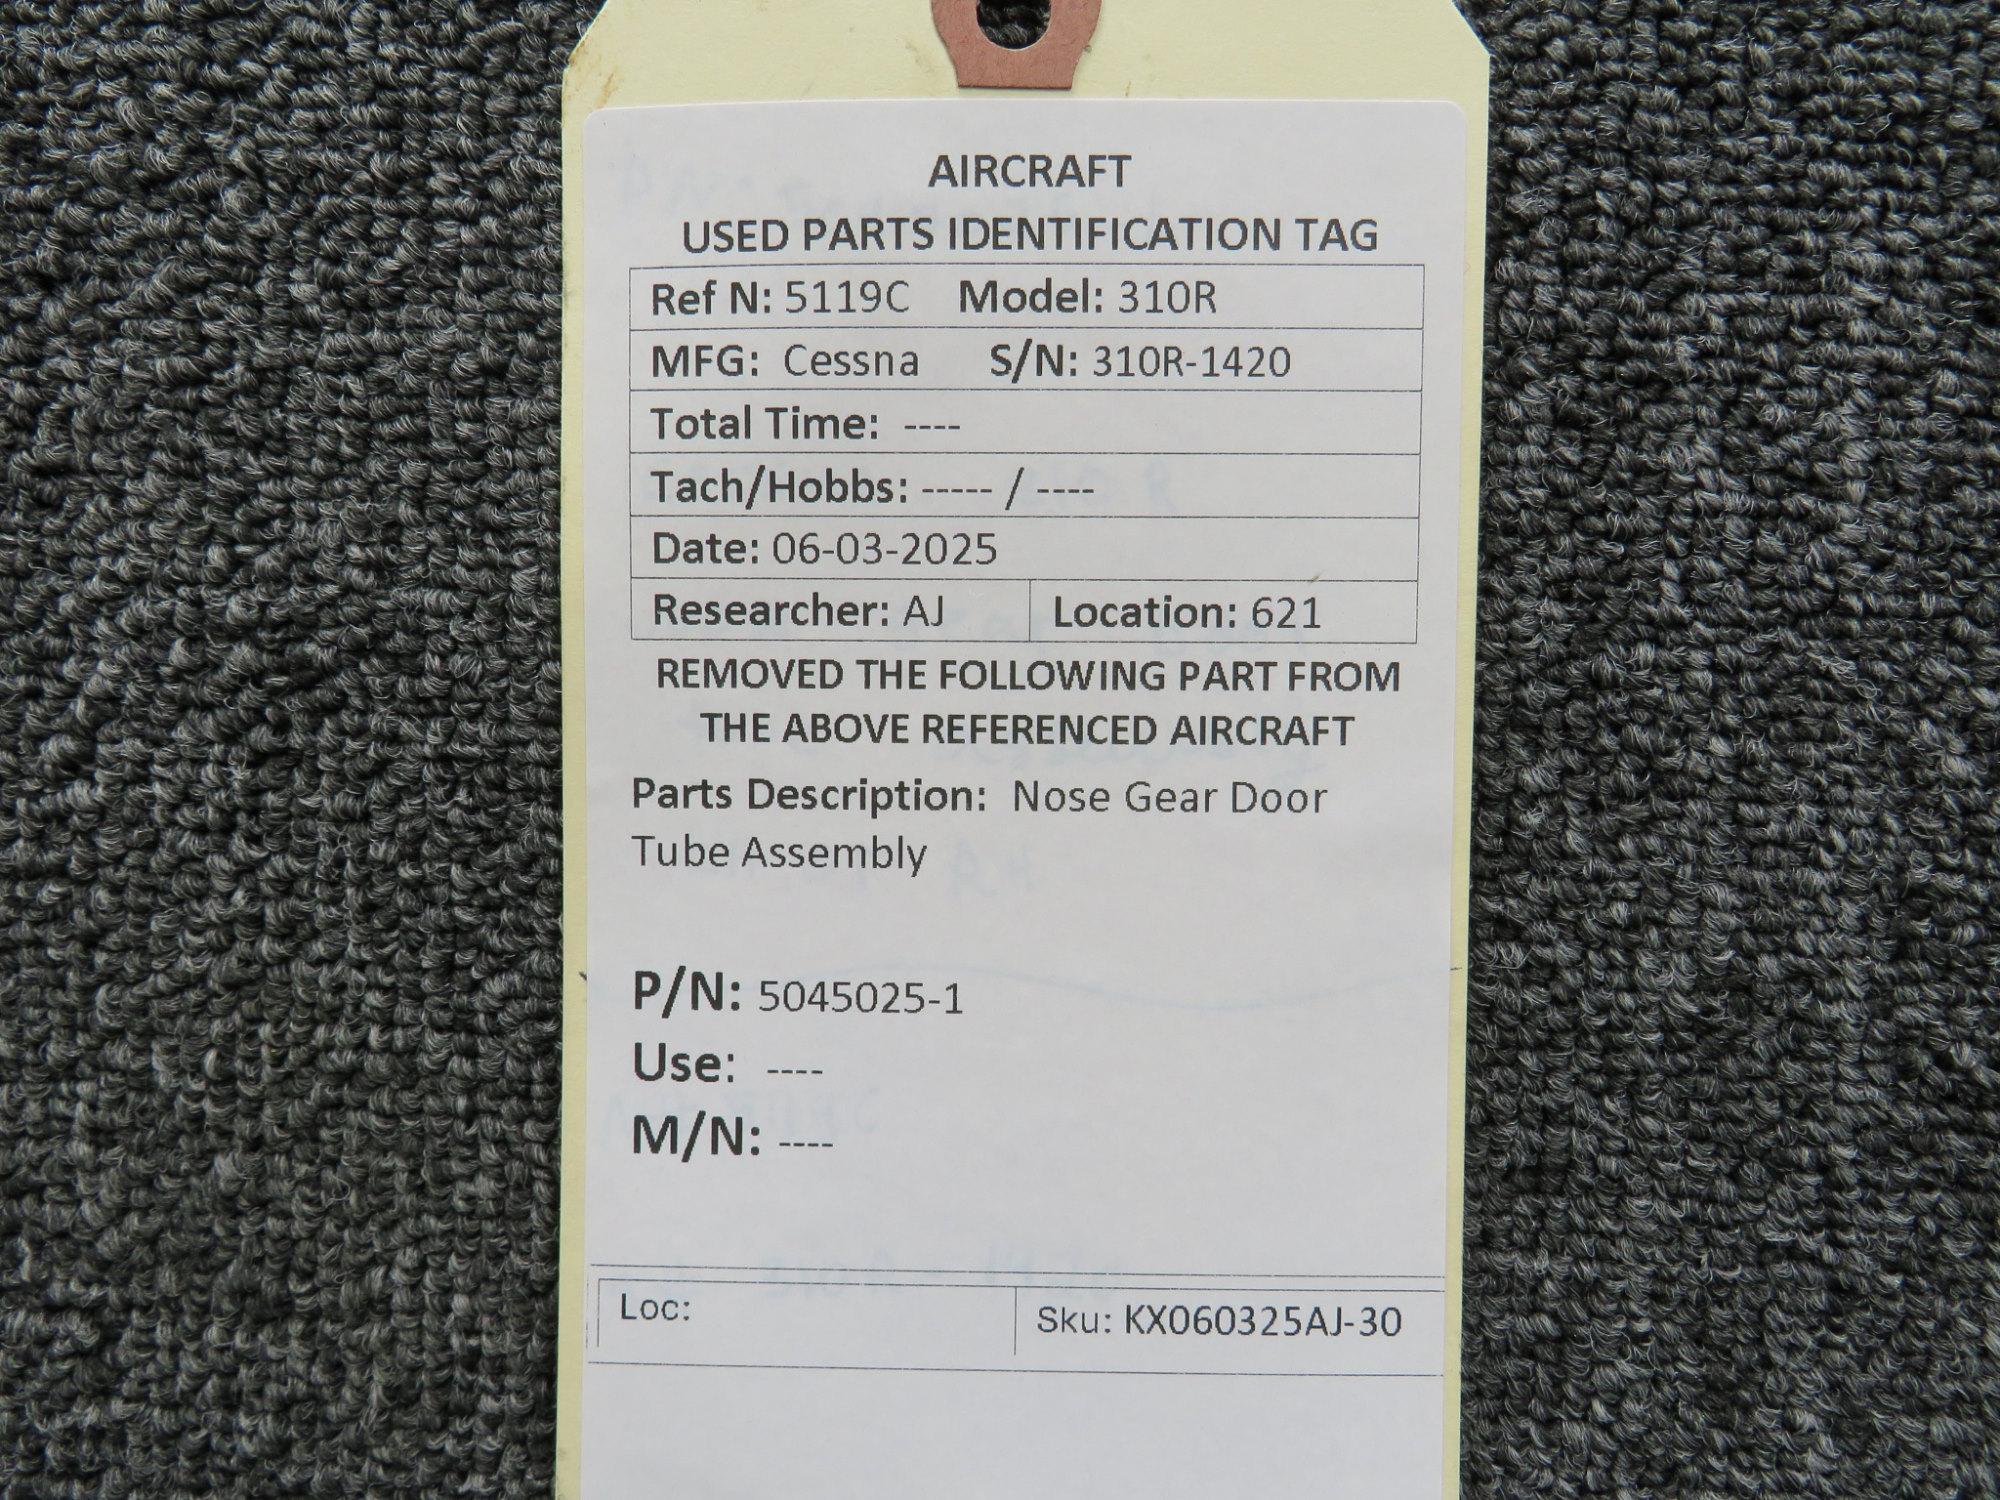 AIRCRAFT
USED PARTS IDENTIFICATION TAG
Ref N: 5119C Model: 310R
MFG: Cessna S/N: 310R-1420
Total Time: ----
Tach/Hobbs: ----- / ----
Date: 06-03-2025
Researcher: AJ Location: 621
REMOVED THE FOLLOWING PART FROM
THE ABOVE REFERENCED AIRCRAFT
Parts Description: Nose Gear Door
Tube Assembly
P/N: 5045025-1
Use: ----
M/N: ----
Loc: Sku: KX060325AJ-30